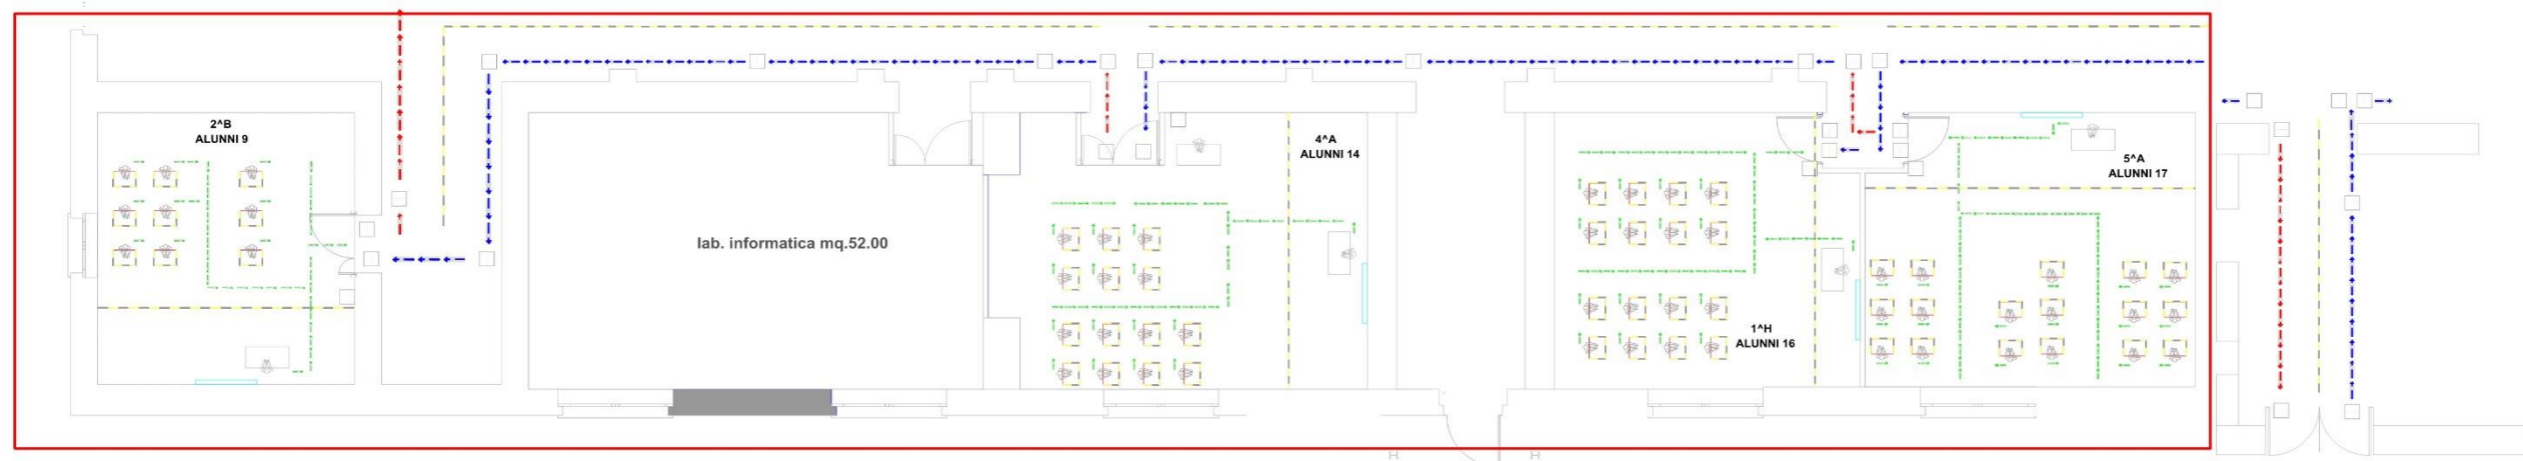 2^B
ALUNNI 9
lab. informatica mq.52.00
4^A
ALUNNI 14
1^H
ALUNNI 16
5^A
ALUNNI 17